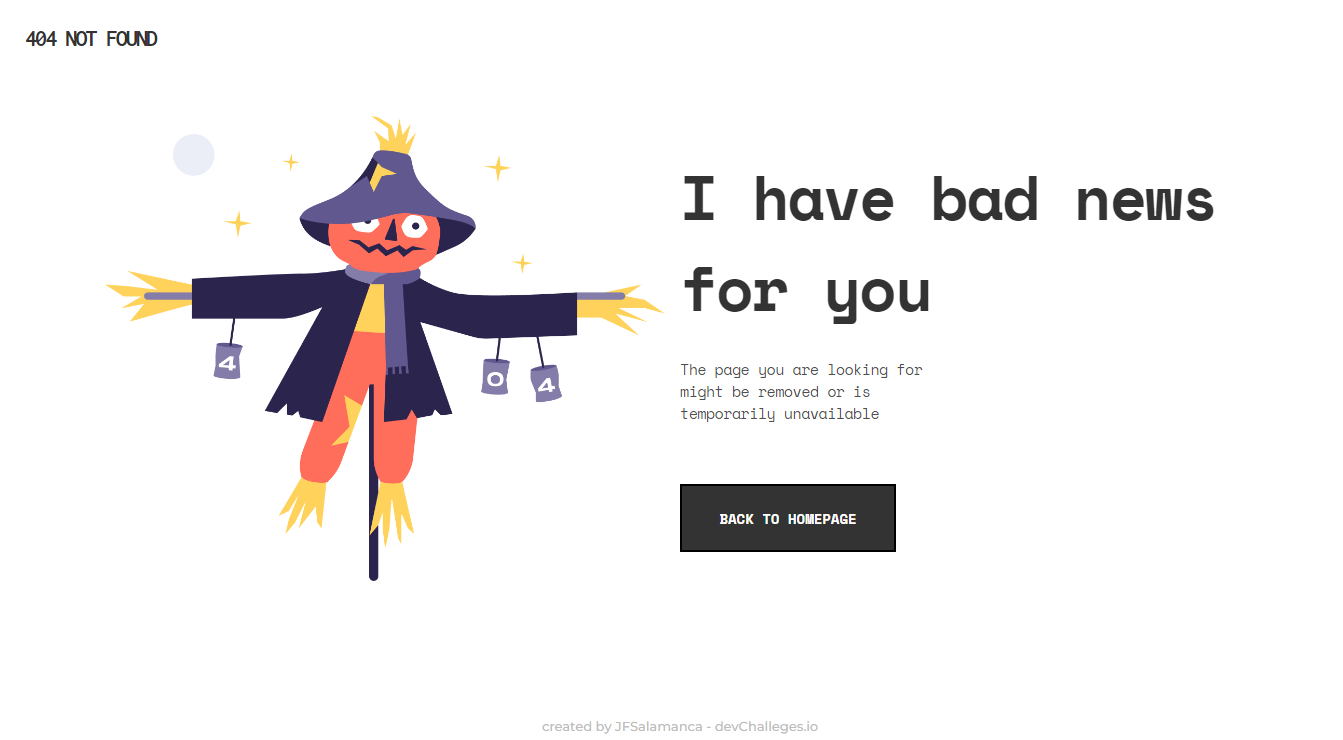 404 NOT FOUND
I have bad news
for you
4
0
4
The page you are looking for
might be removed or is
temporarily unavailable
BACK TO HOMEPAGE
created by JFSalamanca - devChalleges.io